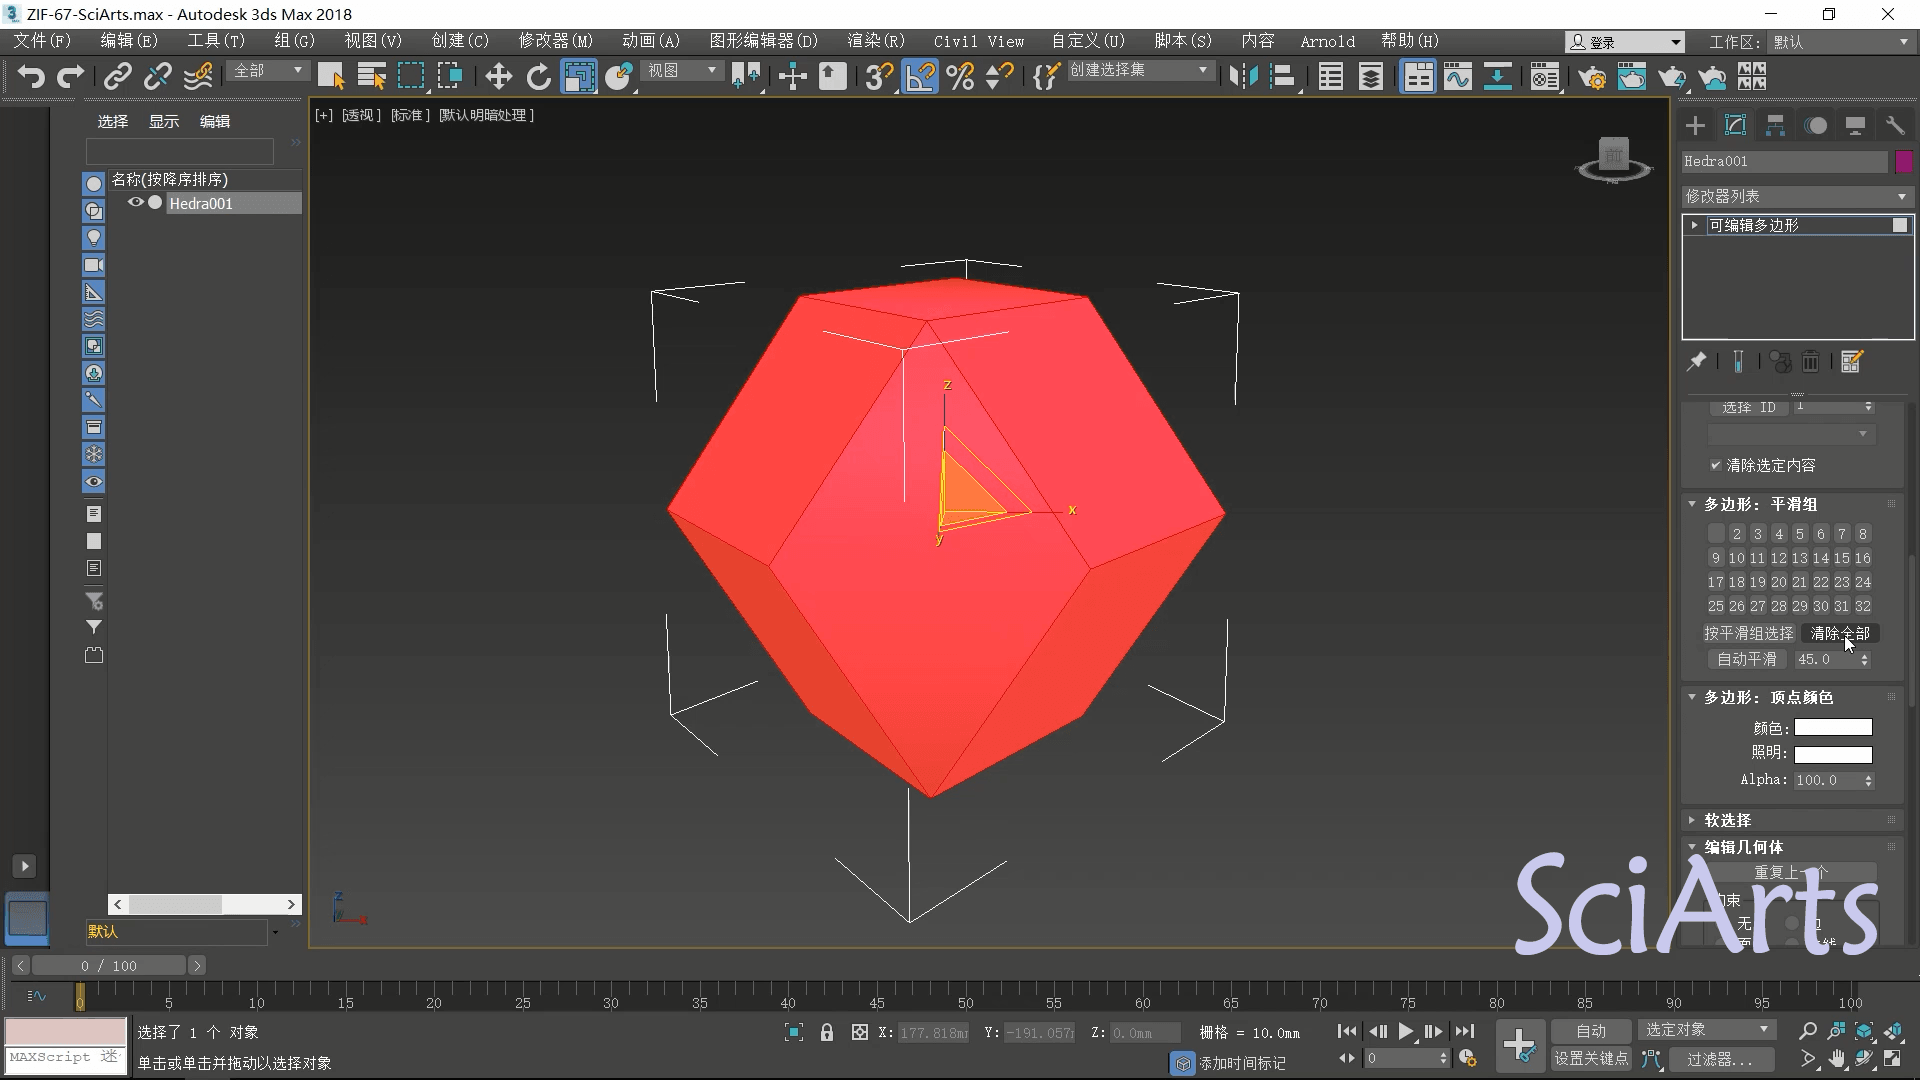 ZIF-67-SciArts.max - Autodesk 3ds Max 2018
文件(F) 编辑(E) 工具(T) 组(G) 视图(V) 创建(C) 修改器(M) 动画(A) 图形编辑器(D) 渲染(R) Civil View 自定义(U) 脚本(S) 内容 Arnold 帮助(H) 登录 工作区: 默认
全部 视图 创建选择集
选择 显示 编辑
[+] [透视] [标准] [默认明暗处理]
前
Hedra001
名称(按降序排序)
Hedra001
修改器列表
可编辑多边形
z
x
y
选择 ID 1
清除选定内容
多边形: 平滑组
2 3 4 5 6 7 8
9 10 11 12 13 14 15 16
17 18 19 20 21 22 23 24
25 26 27 28 29 30 31 32
按平滑组选择 清除全部
自动平滑 45.0
多边形: 顶点颜色
颜色:
照明:
Alpha: 100.0
软选择
编辑几何体
重复上一个
束
无
SciArts
默认
z
x
0 / 100
0 5 10 15 20 25 30 35 40 45 50 55 60 65 70 75 80 85 90 95 100
选择了 1 个 对象
X: 177.818m Y: -191.057 Z: 0.0mm 栅格 = 10.0mm
自动 选定对象
MAXScript 迷
单击或单击并拖动以选择对象
添加时间标记
0
设置关键点 过滤器...